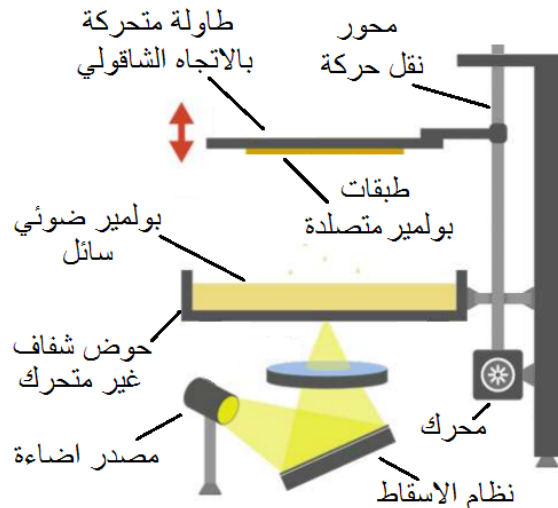 طاولة متحركة
بالاتجاه الشاقولي
محور
نقل حركة
طبقات
بولمير متصلدة
بولمير ضوئي
سائل
حوض شفاف
غير متحرك
مصدر اضاءة
محرك
نظام الاسقاط